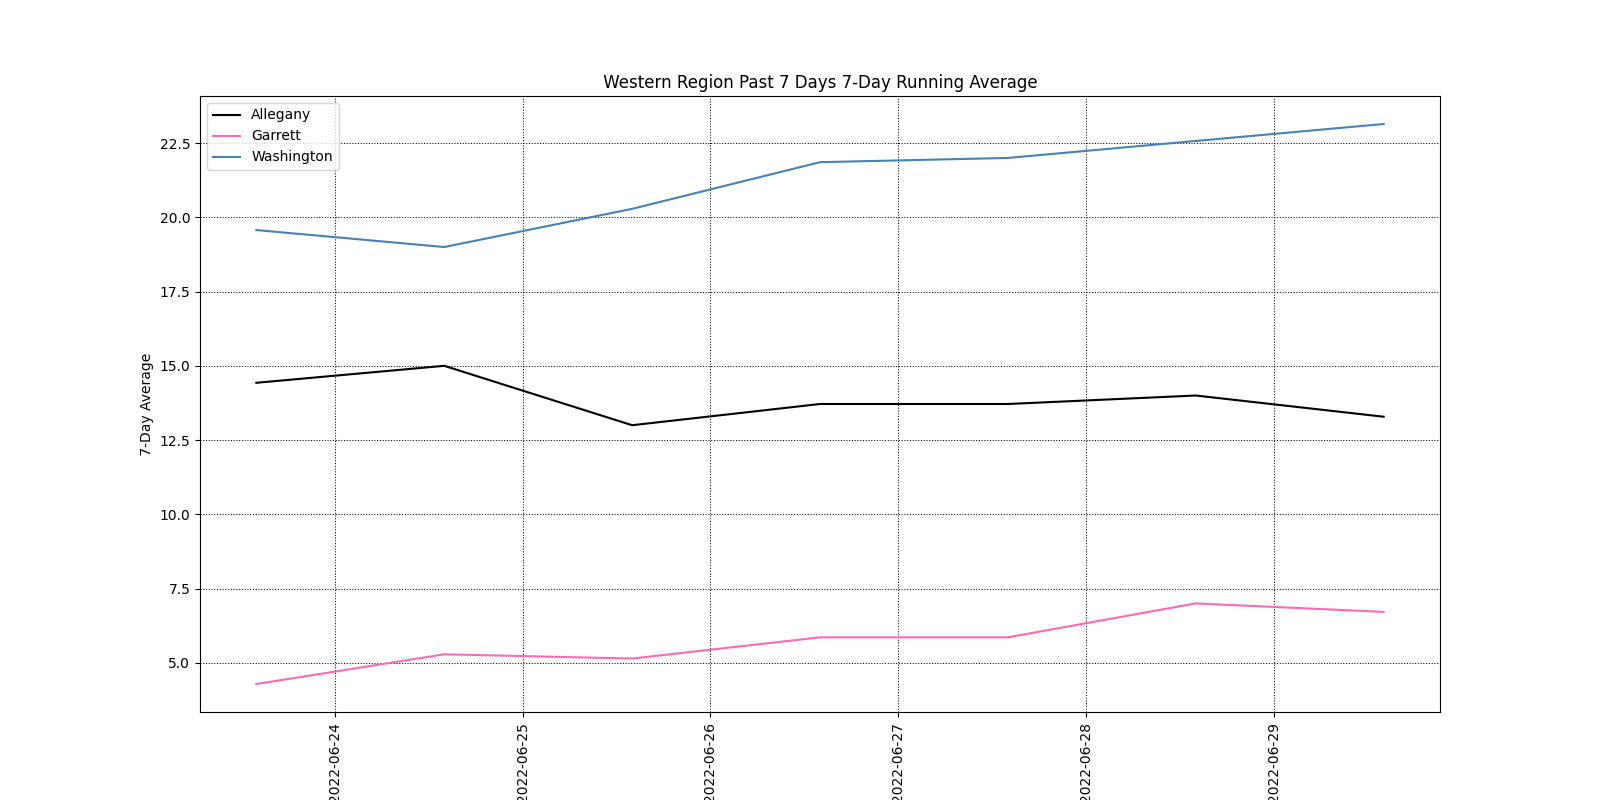 Western Region Past 7 Days 7-Day Running Average
Allegany
Garrett
Washington
7-Day Average
22.5
20.0
17.5
15.0
12.5
10.0
7.5
5.0
2022-06-24
2022-06-25
2022-06-26
2022-06-27
2022-06-28
2022-06-29